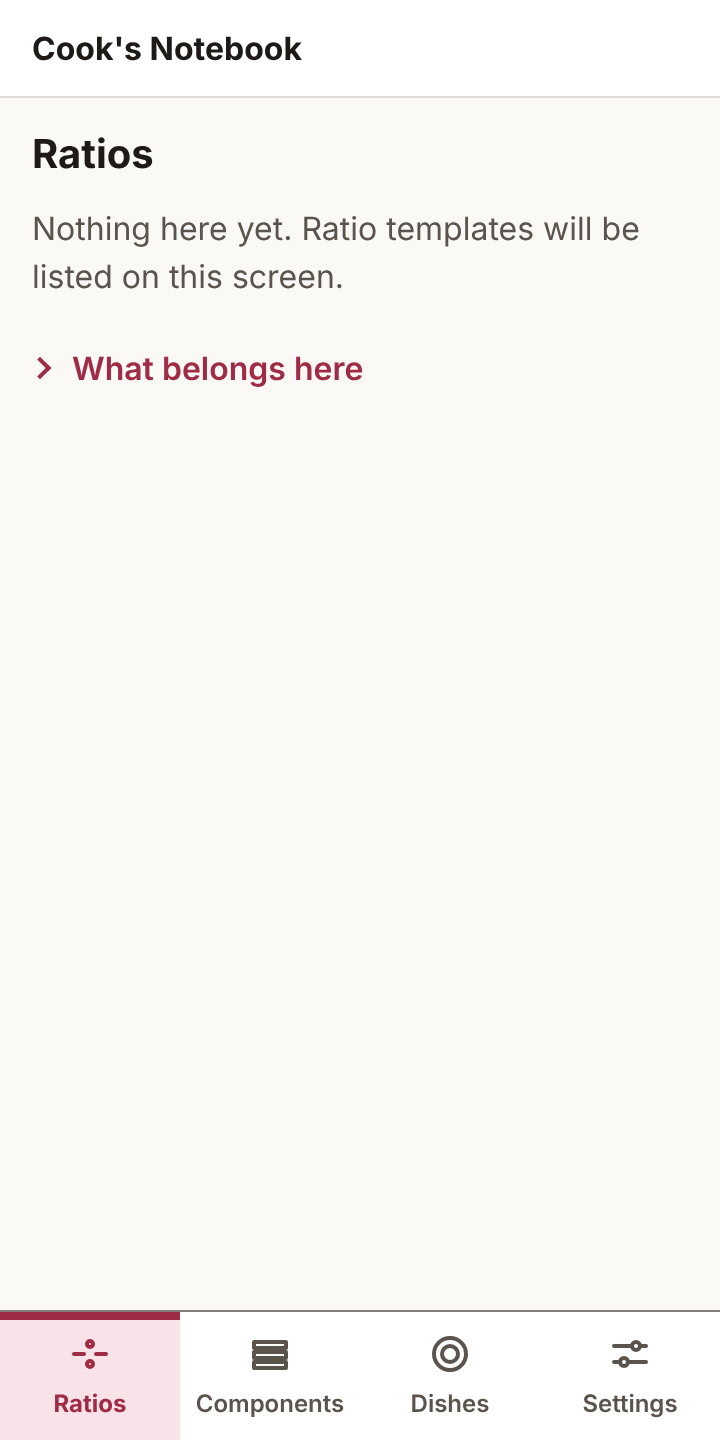 Cook's Notebook
Ratios
Nothing here yet. Ratio templates will be
listed on this screen.
What belongs here
Ratios
Components
Dishes
Settings